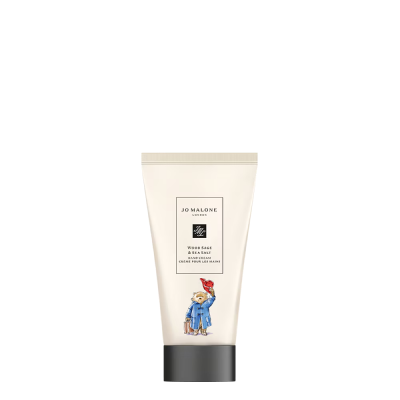 JO MALONE
LONDON
WOOD SAGE
& SEA SALT
HAND CREAM
CRÈME POUR LES MAINS